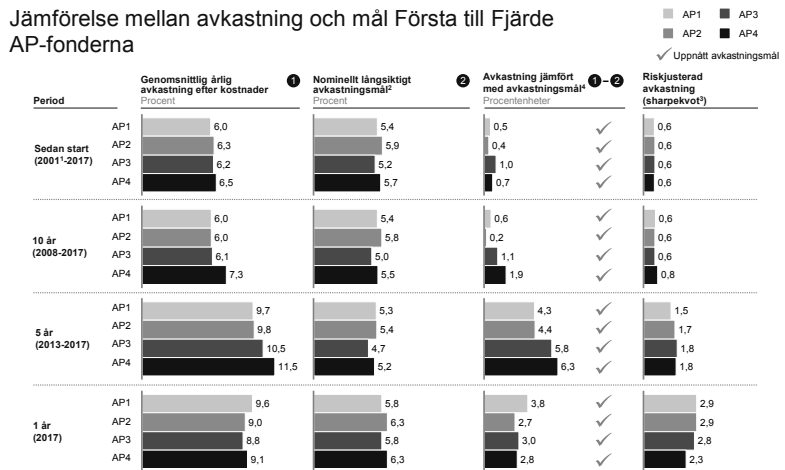 Jämförelse mellan avkastning och mål Första till Fjärde
AP-fonderna
AP1 AP3
AP2 AP4
Uppnått avkastningsmål
Period
Genomsnittlig årlig
avkastning efter kostnader
Procent
1
Nominellt långsiktigt
avkastningsmål²
Procent
2
Avkastning jämfört
med avkastningsmål⁴
Procentenheter
1 – 2
Riskjusterad
avkastning
(sharpekvot³)
Sedan start
(2001¹-2017)
AP1 6,0 5,4 0,5 0,6
AP2 6,3 5,9 0,4 0,6
AP3 6,2 5,2 1,0 0,6
AP4 6,5 5,7 0,7 0,6
10 år
(2008-2017)
AP1 6,0 5,4 0,6 0,6
AP2 6,0 5,8 0,2 0,6
AP3 6,1 5,0 1,1 0,6
AP4 7,3 5,5 1,9 0,8
5 år
(2013-2017)
AP1 9,7 5,3 4,3 1,5
AP2 9,8 5,4 4,4 1,7
AP3 10,5 4,7 5,8 1,8
AP4 11,5 5,2 6,3 1,8
1 år
(2017)
AP1 9,6 5,8 3,8 2,9
AP2 9,0 6,3 2,7 2,9
AP3 8,8 5,8 3,0 2,8
AP4 9,1 6,3 2,8 2,3